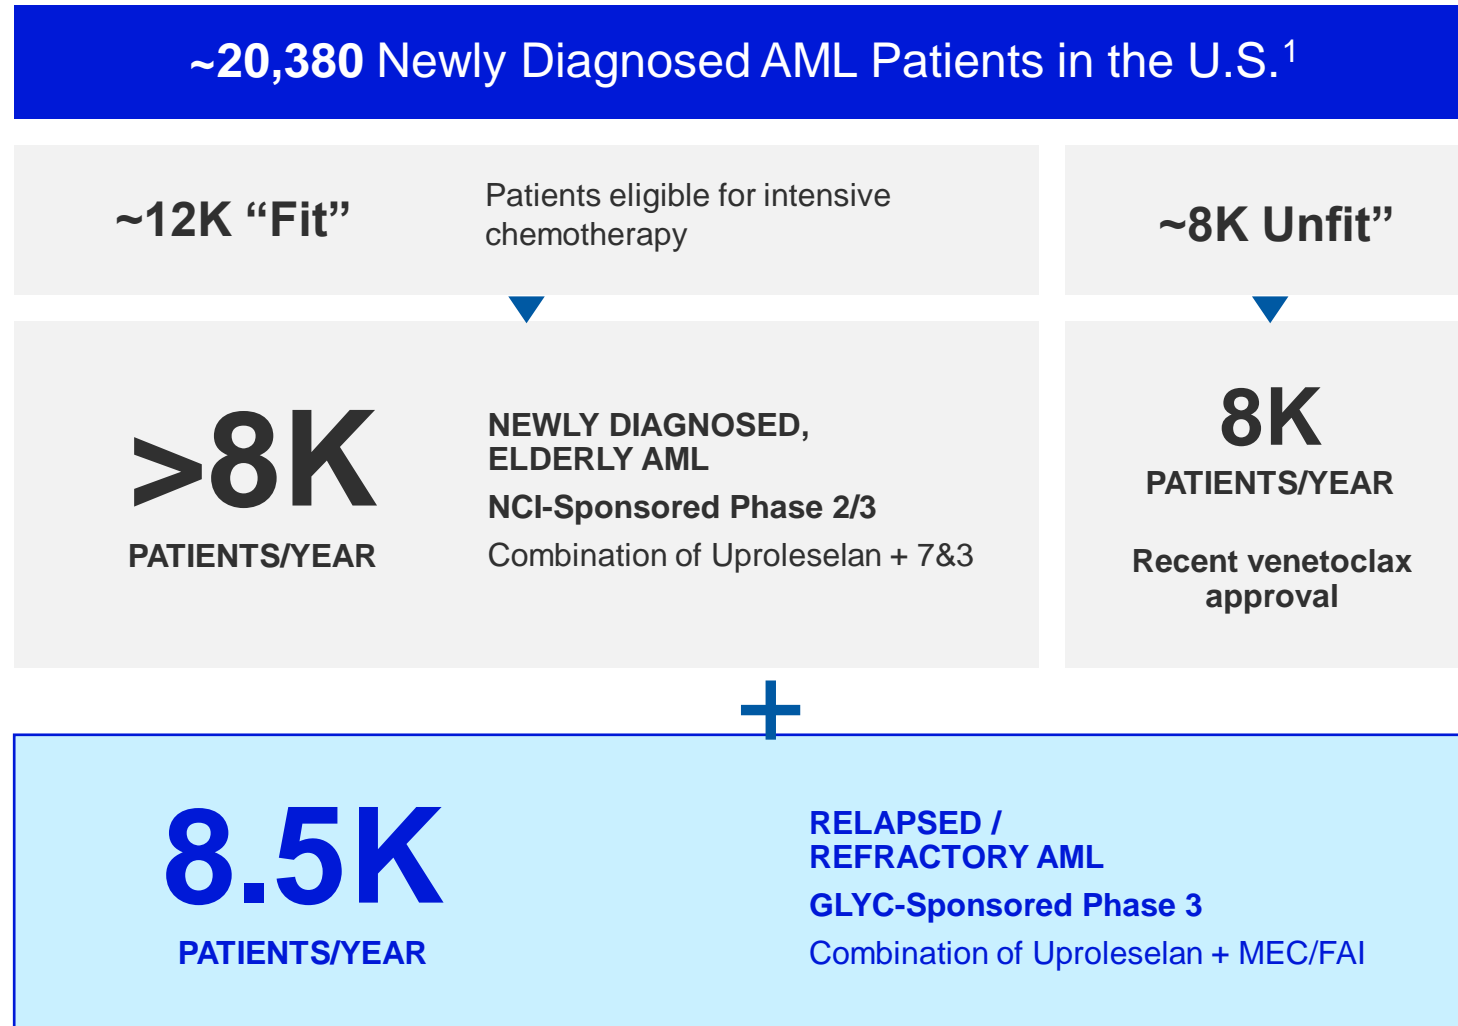 ~20,380 Newly Diagnosed AML Patients in the U.S.1
~12K “Fit”
Patients eligible for intensive
chemotherapy
~8K Unfit”
>8K
PATIENTS/YEAR
NEWLY DIAGNOSED,
ELDERLY AML
NCI-Sponsored Phase 2/3
Combination of Uproleselan + 7&3
8K
PATIENTS/YEAR
Recent venetoclax
approval
+
8.5K
PATIENTS/YEAR
RELAPSED /
REFRACTORY AML
GLYC-Sponsored Phase 3
Combination of Uproleselan + MEC/FAI